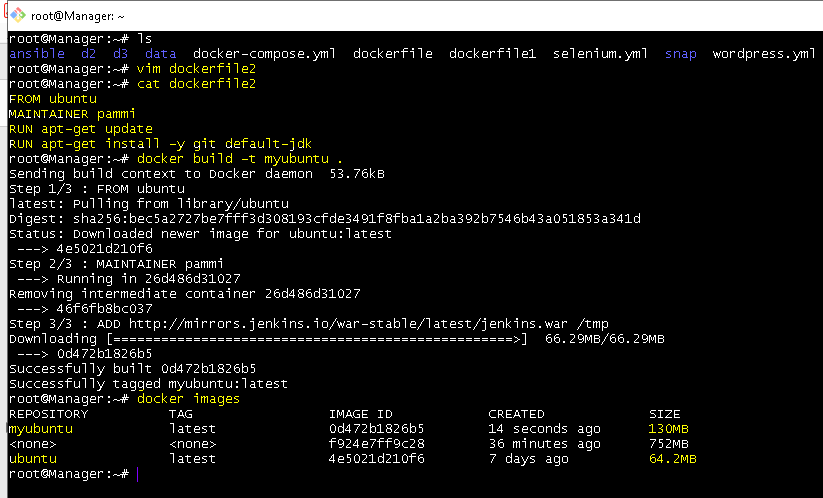 root@Manager: ~
root@Manager:~# ls
ansible d2 d3 data docker-compose.yml dockerfile dockerfile1 selenium.yml snap wordpress.yml
root@Manager:~# vim dockerfile2
root@Manager:~# cat dockerfile2
FROM ubuntu
MAINTAINER pammi
RUN apt-get update
RUN apt-get install -y git default-jdk
root@Manager:~# docker build -t myubuntu .
Sending build context to Docker daemon 53.76kB
Step 1/3 : FROM ubuntu
latest: Pulling from library/ubuntu
Digest: sha256:bec5a2727be7fff3d308193cfde3491f8fba1a2ba392b7546b43a051853a341d
Status: Downloaded newer image for ubuntu:latest
---> 4e5021d210f6
Step 2/3 : MAINTAINER pammi
---> Running in 26d486d31027
Removing intermediate container 26d486d31027
---> 46f6fb8bc037
Step 3/3 : ADD http://mirrors.jenkins.io/war-stable/latest/jenkins.war /tmp
Downloading [==================================================>] 66.29MB/66.29MB
---> 0d472b1826b5
Successfully built 0d472b1826b5
Successfully tagged myubuntu:latest
root@Manager:~# docker images
REPOSITORY TAG IMAGE ID CREATED SIZE
myubuntu latest 0d472b1826b5 14 seconds ago 130MB
<none> <none> f924e7ff9c28 36 minutes ago 752MB
ubuntu latest 4e5021d210f6 7 days ago 64.2MB
root@Manager:~#